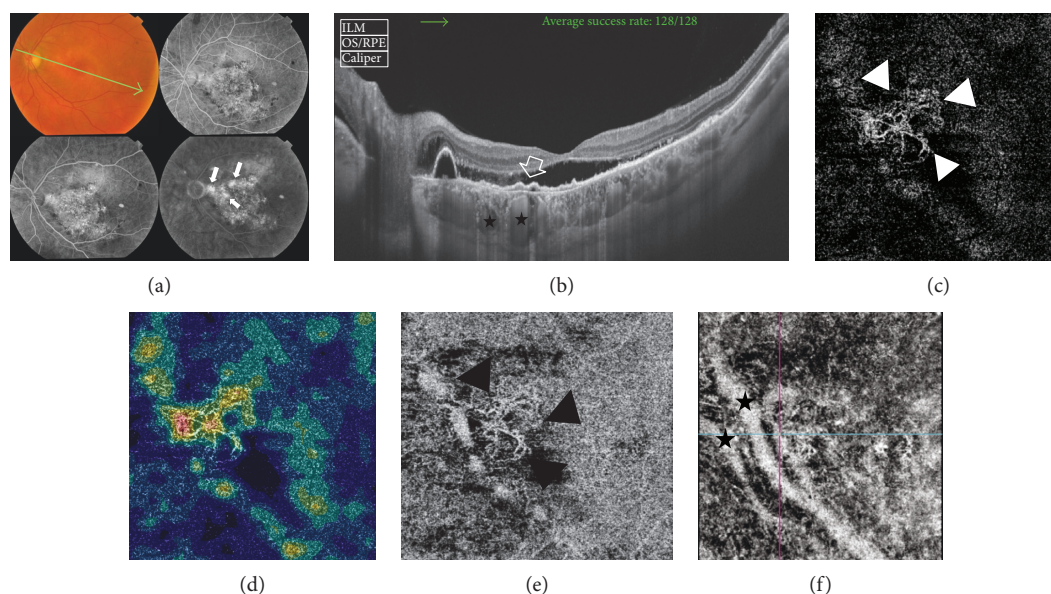 ILM
OS/RPE
Caliper
Average success rate: 128/128
(a)
(b)
(c)
(d)
(e)
(f)